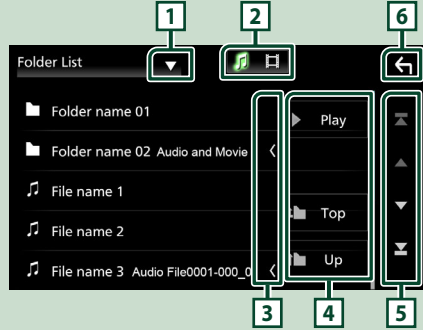 1 2 6
Folder List
Folder name 01
Play
Folder name 02 Audio and Movie
File name 1
File name 2
Top
File name 3 Audio File0001-000_0
Up
3 4 5